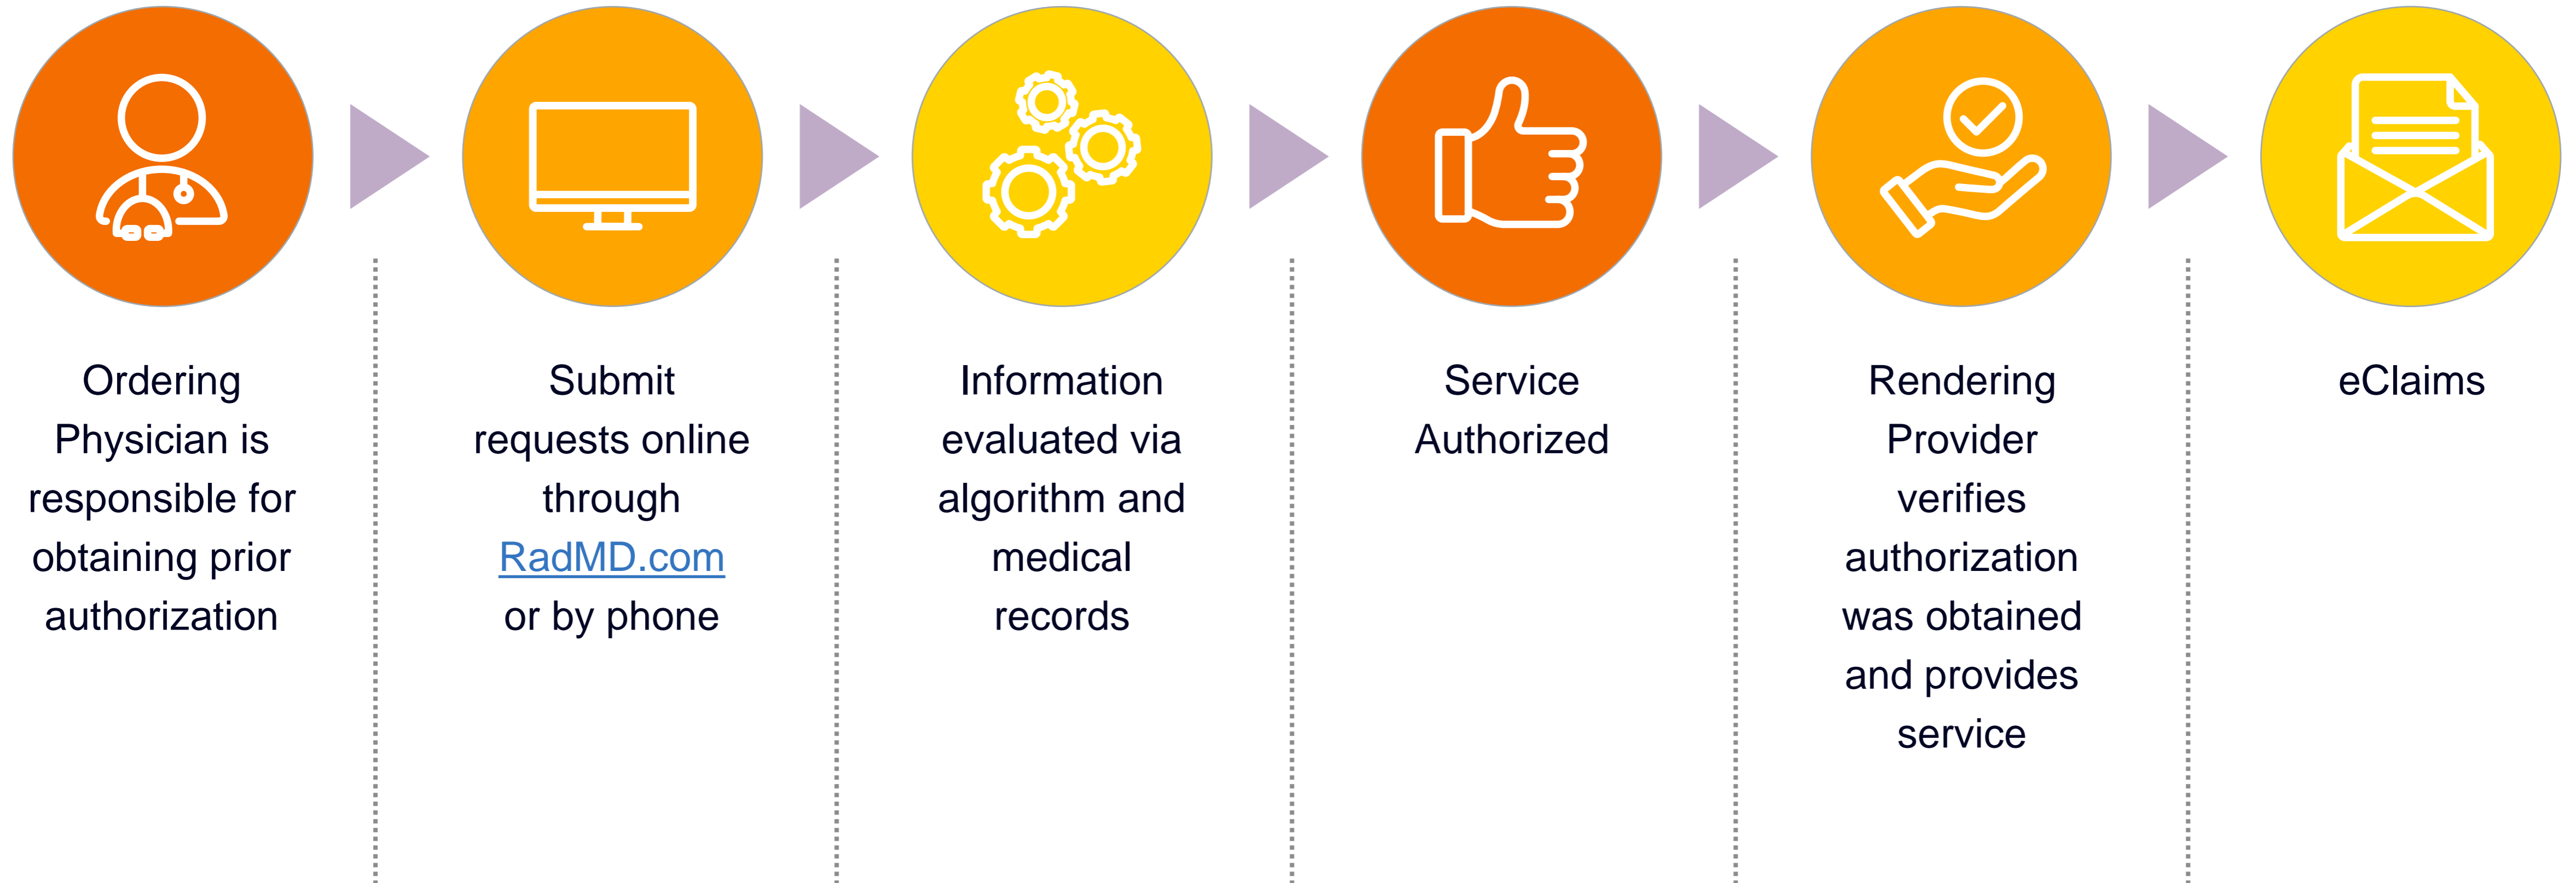 Ordering
Physician is
responsible for
obtaining prior
authorization
Submit
requests online
through
RadMD.com
or by phone
Information
evaluated via
algorithm and
medical
records
Service
Authorized
Rendering
Provider
verifies
authorization
was obtained
and provides
service
eClaims